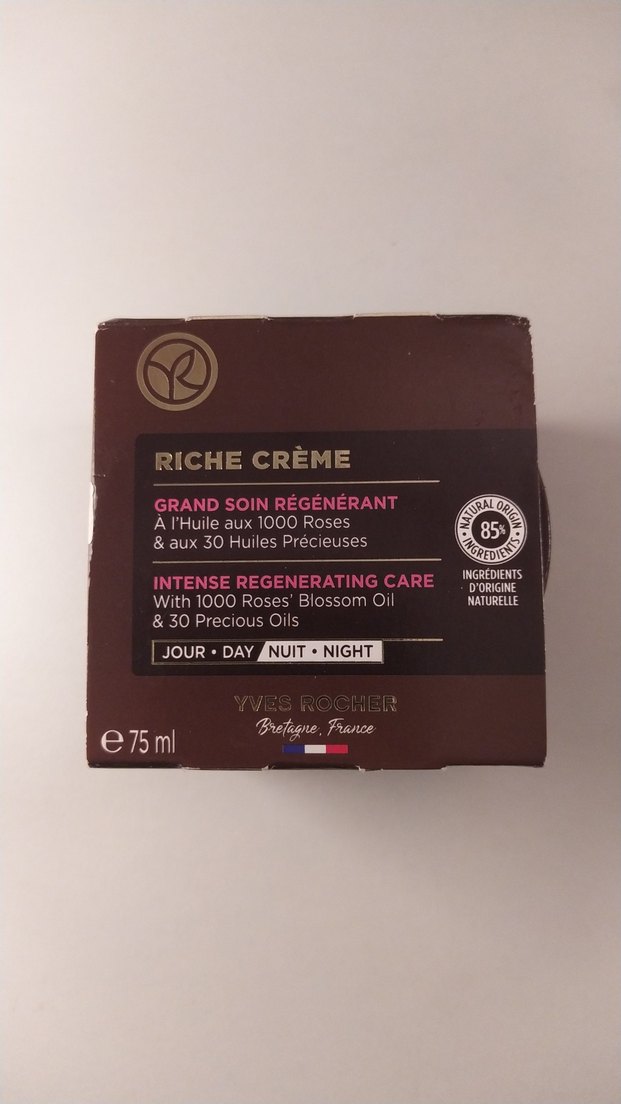 RICHE CRÈME
GRAND SOIN RÉGÉNÉRANT
À l'Huile aux 1000 Roses
& aux 30 Huiles Précieuses
INTENSE REGENERATING CARE
With 1000 Roses' Blossom Oil
& 30 Precious Oils
JOUR • DAY NUIT • NIGHT
NATURAL ORIGIN
85%
• INGREDIENTS •
INGRÉDIENTS
D'ORIGINE
NATURELLE
YVES ROCHER
Bretagne, France
℮ 75 ml